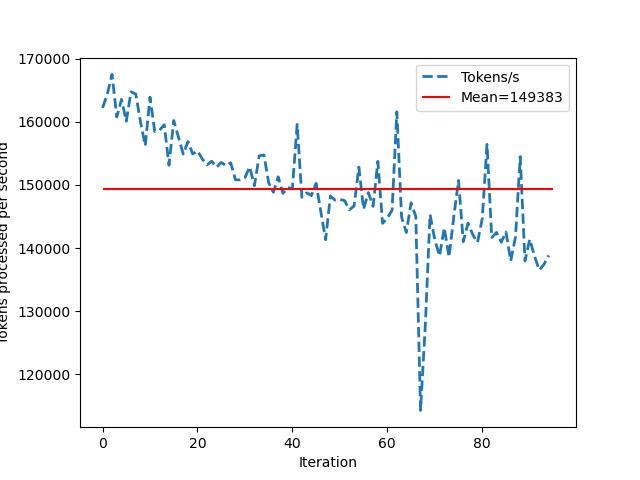 170000
160000
150000
140000
130000
120000
Tokens processed per second
0 20 40 60 80
Iteration
Tokens/s
Mean=149383